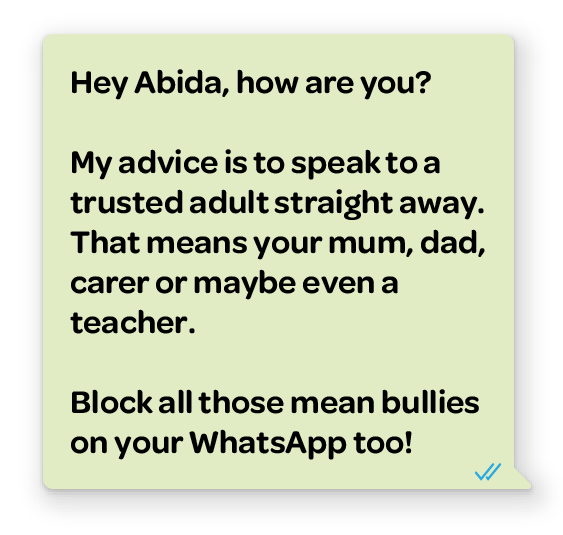 Hey Abida, how are you?
My advice is to speak to a
trusted adult straight away.
That means your mum, dad,
carer or maybe even a
teacher.
Block all those mean bullies
on your WhatsApp too!